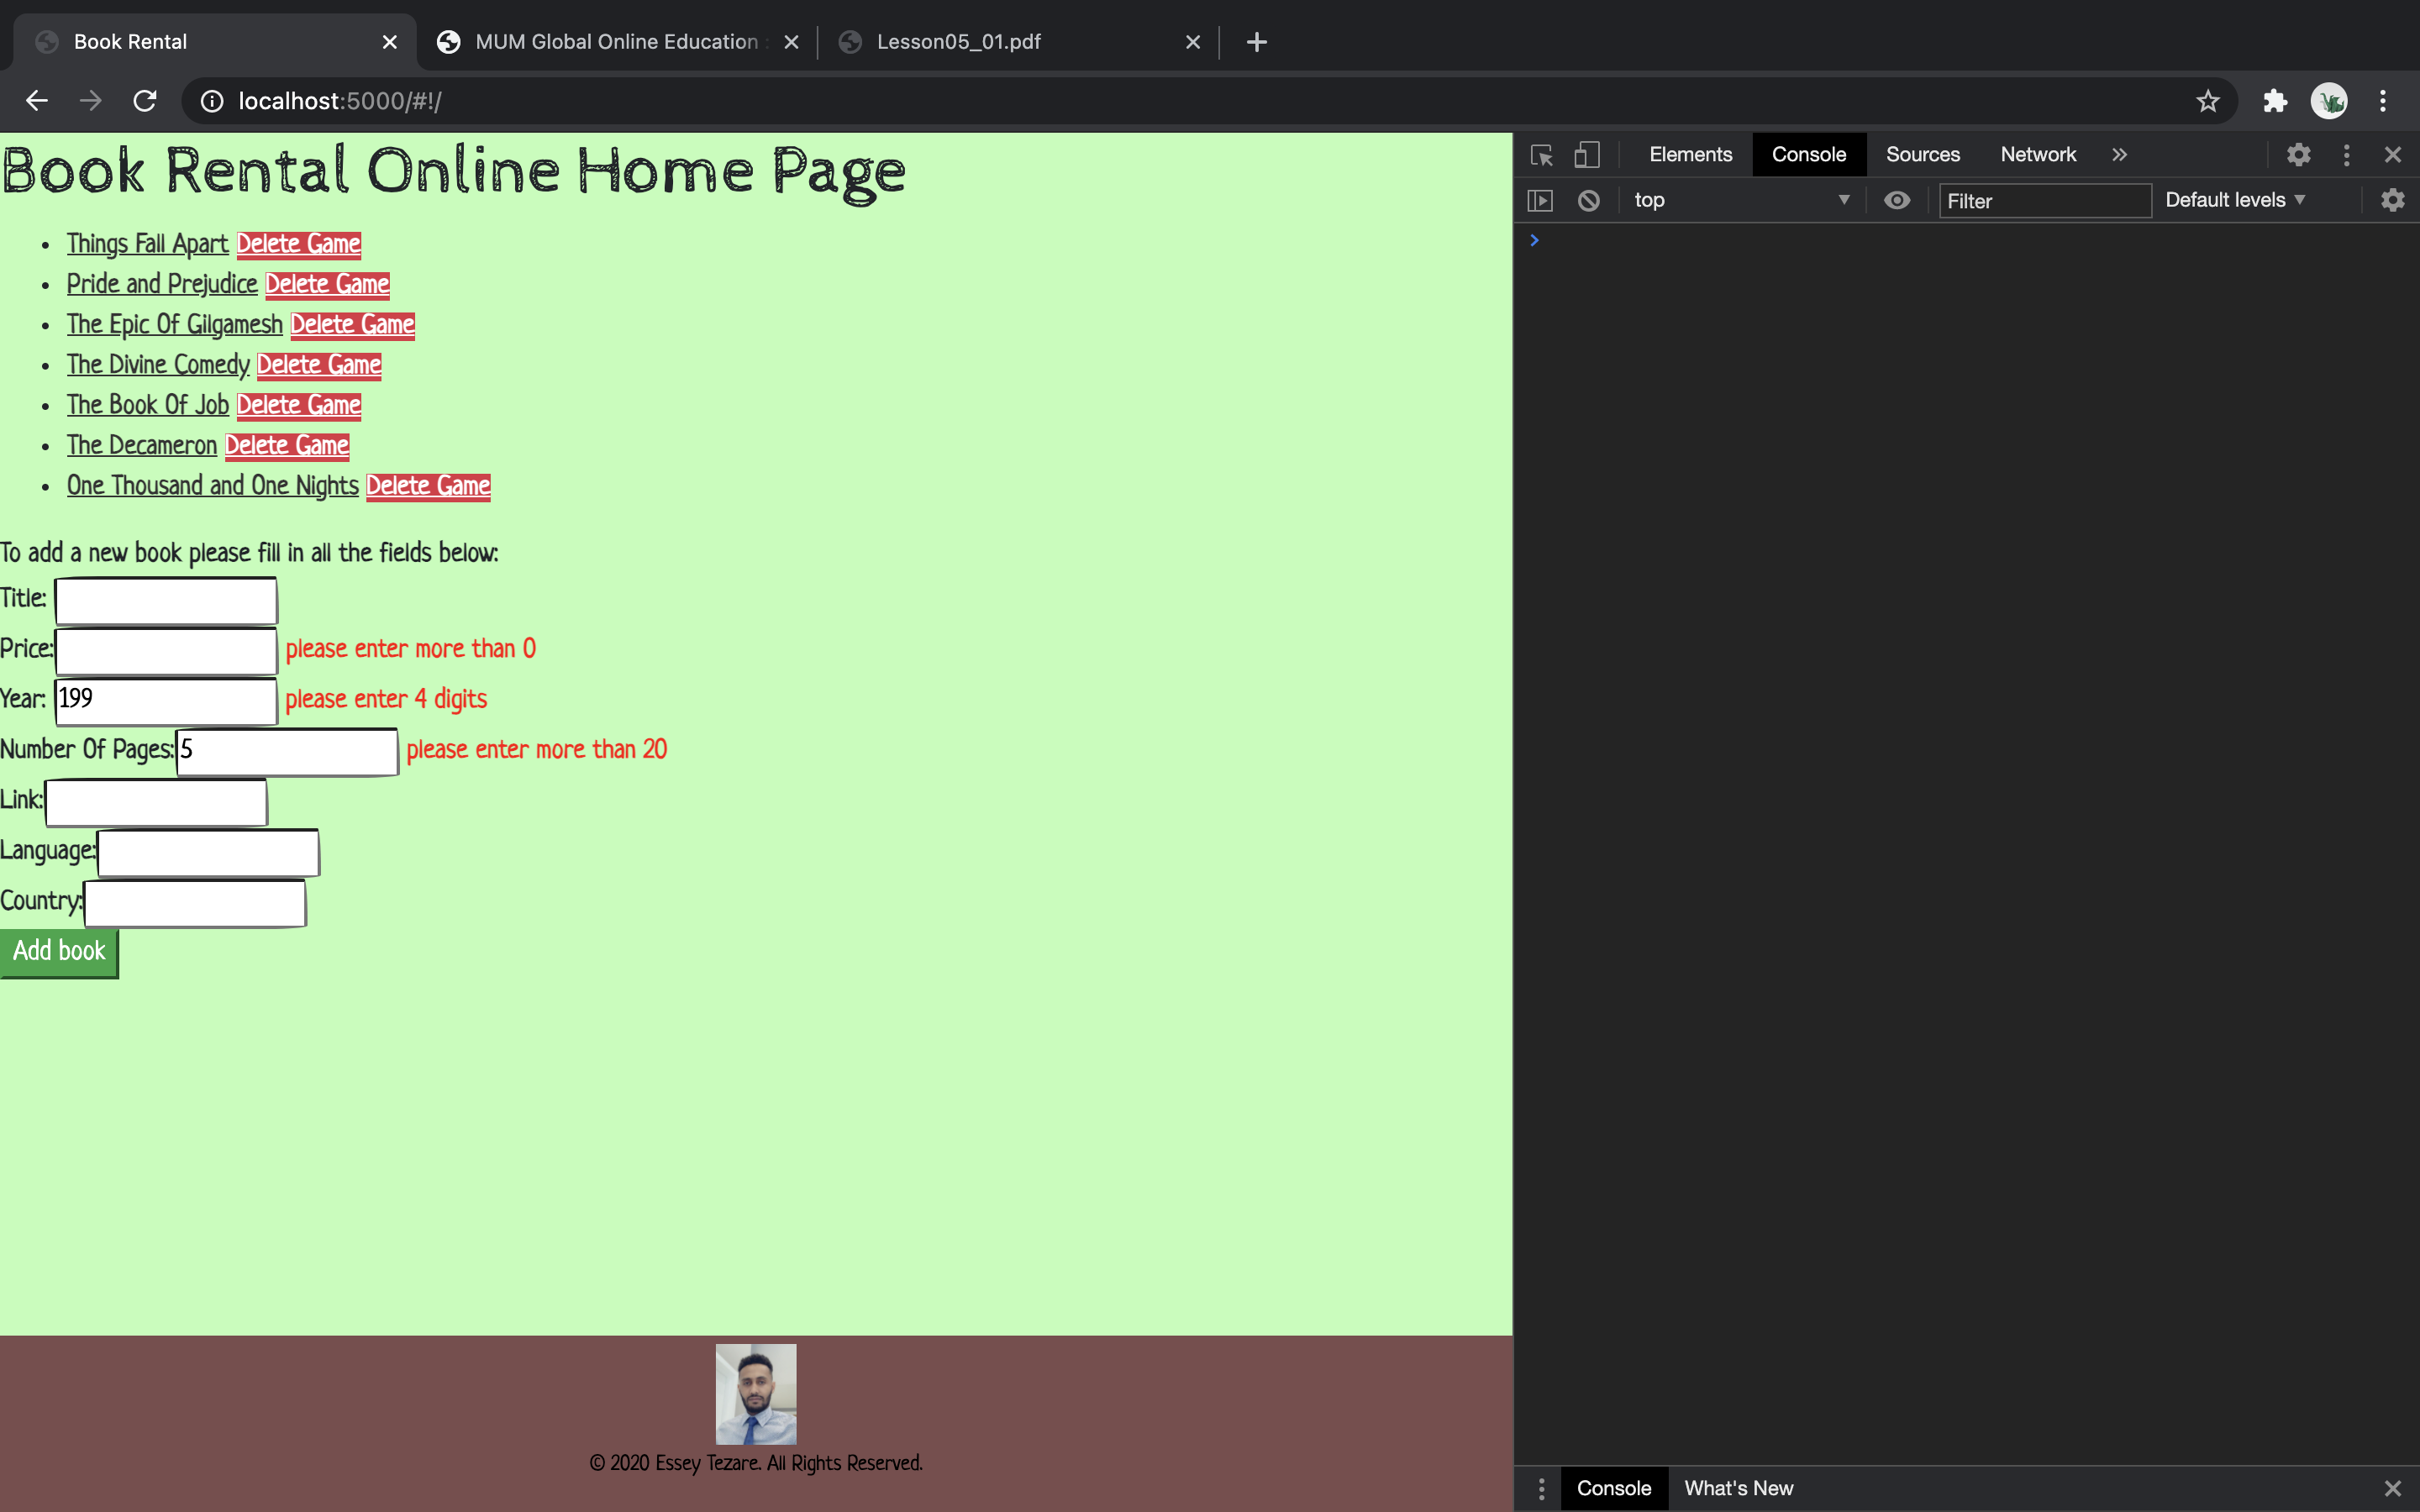 Book Rental
MUM Global Online Education :
Lesson05_01.pdf
localhost:5000/#!/
Book Rental Online Home Page
Things Fall Apart Delete Game
Pride and Prejudice Delete Game
The Epic Of Gilgamesh Delete Game
The Divine Comedy Delete Game
The Book Of Job Delete Game
The Decameron Delete Game
One Thousand and One Nights Delete Game
To add a new book please fill in all the fields below:
Title:
Price: please enter more than 0
Year: 199 please enter 4 digits
Number Of Pages: 5 please enter more than 20
Link:
Language:
Country:
Add book
© 2020 Essey Tezare. All Rights Reserved.
Elements Console Sources Network
top Filter Default levels
Console What's New